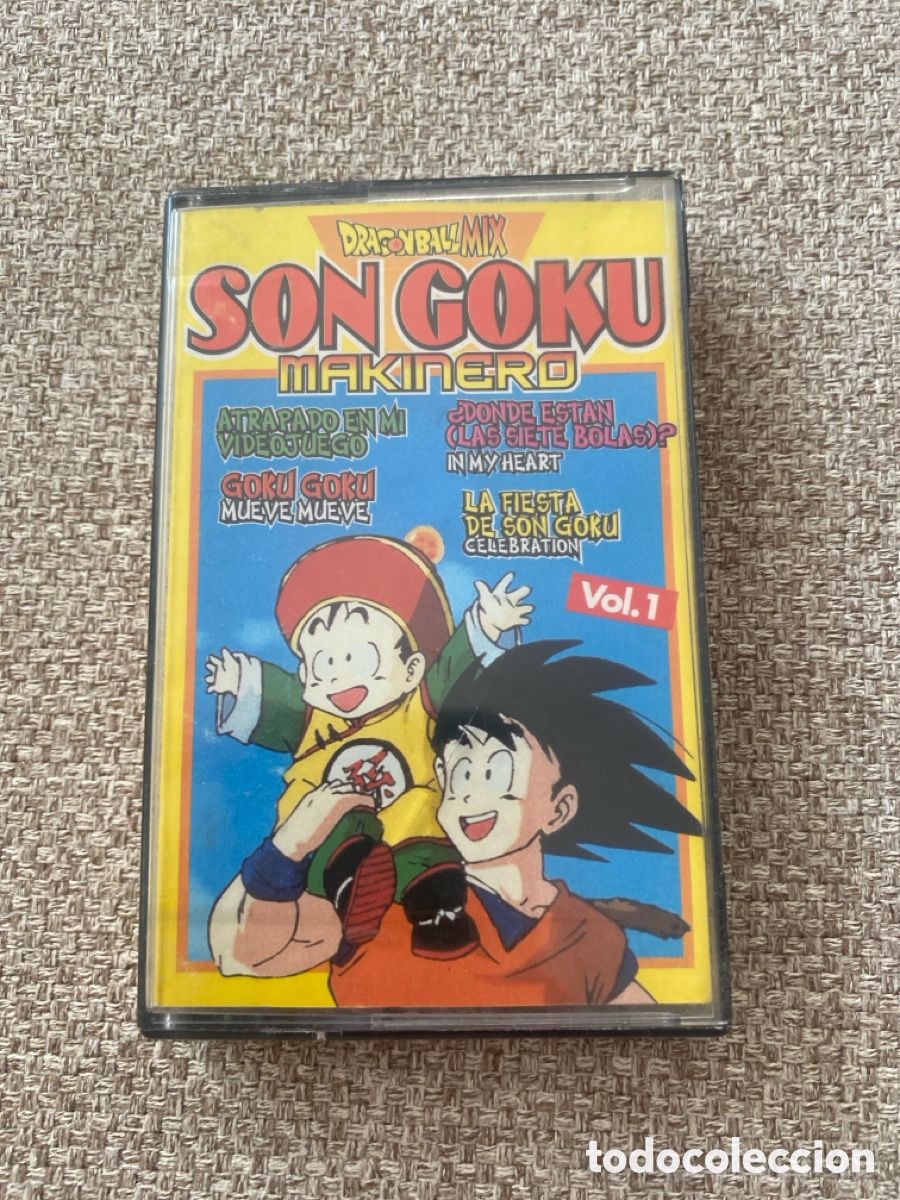 DRAGONBALL MIX
SON GOKU
MAKINERO
ATRAPADO EN MI
VIDEOJUEGO
GOKU GOKU
MUEVE MUEVE
¿DONDE ESTAN
(LAS SIETE BOLAS)?
IN MY HEART
LA FIESTA
DE SON GOKU
CELEBRATION
Vol.1
todocoleccion